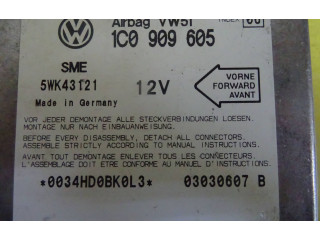 Airbag VW51 INDEX 00
1C0 909 605
SME
5WK43121 12V
VORNE
FORWARD
AVANT
Made in Germany
VOR JEDER DEMONTAGE ALLE STECKVERBINDUNGEN LOESEN.
MONTAGE NUR NACH EINBAUANWEISUNG.
BEFORE EVERY DISASSEMBLY, DETACH ALL CONNECTORS.
ASSEMBLE STRICTLY ACCORDING TO MANUAL INSTRUCTIONS.
AVANT TOUT DEMONTAGE ENLEVER TOUS LES CONNECTEURS.
L'ASSEMBLAGE DOIT ETRE CONFORME AU MANUEL D'INSTRUCTIONS.
*0034HD0BK0L3* 03030607 B